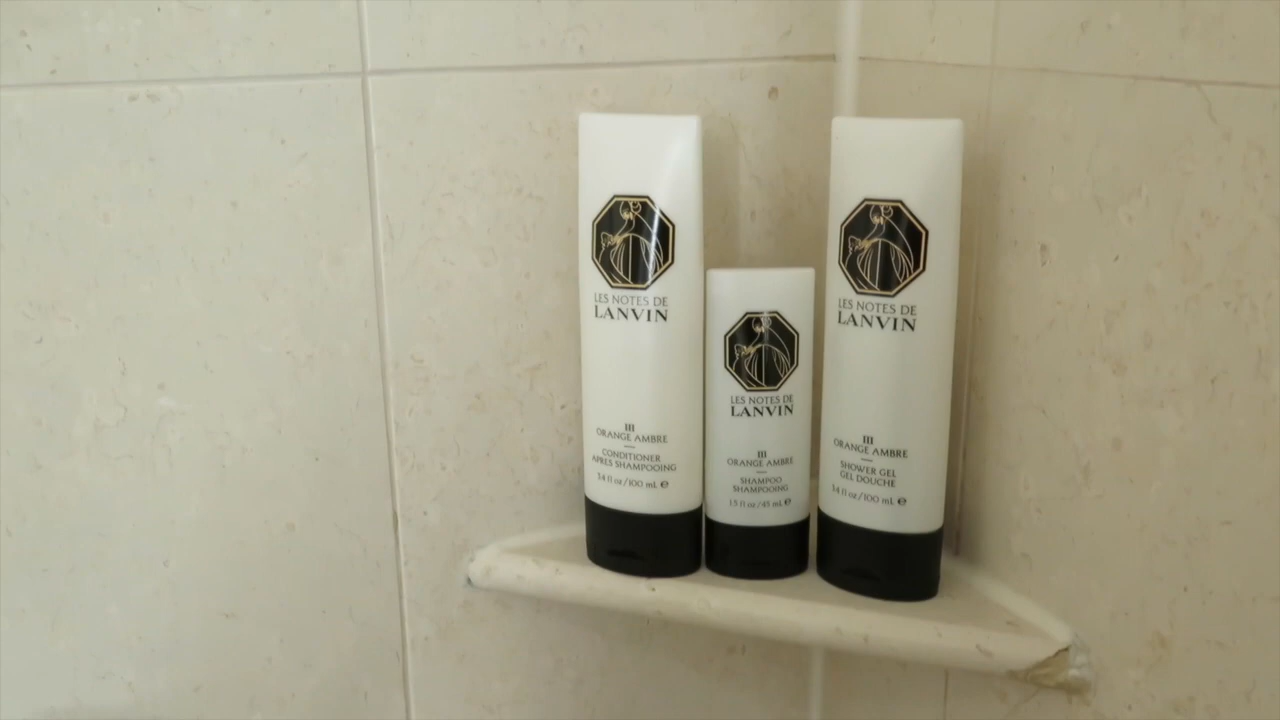 LES NOTES DE
LANVIN
III
ORANGE AMBRE
CONDITIONER
APRES SHAMPOOING
3.4 fl oz/100 mL e
LES NOTES DE
LANVIN
III
ORANGE AMBRE
SHAMPOO
SHAMPOOING
1.5 fl oz/45 mL e
LES NOTES DE
LANVIN
III
ORANGE AMBRE
SHOWER GEL
GEL DOUCHE
3.4 fl oz/100 mL e